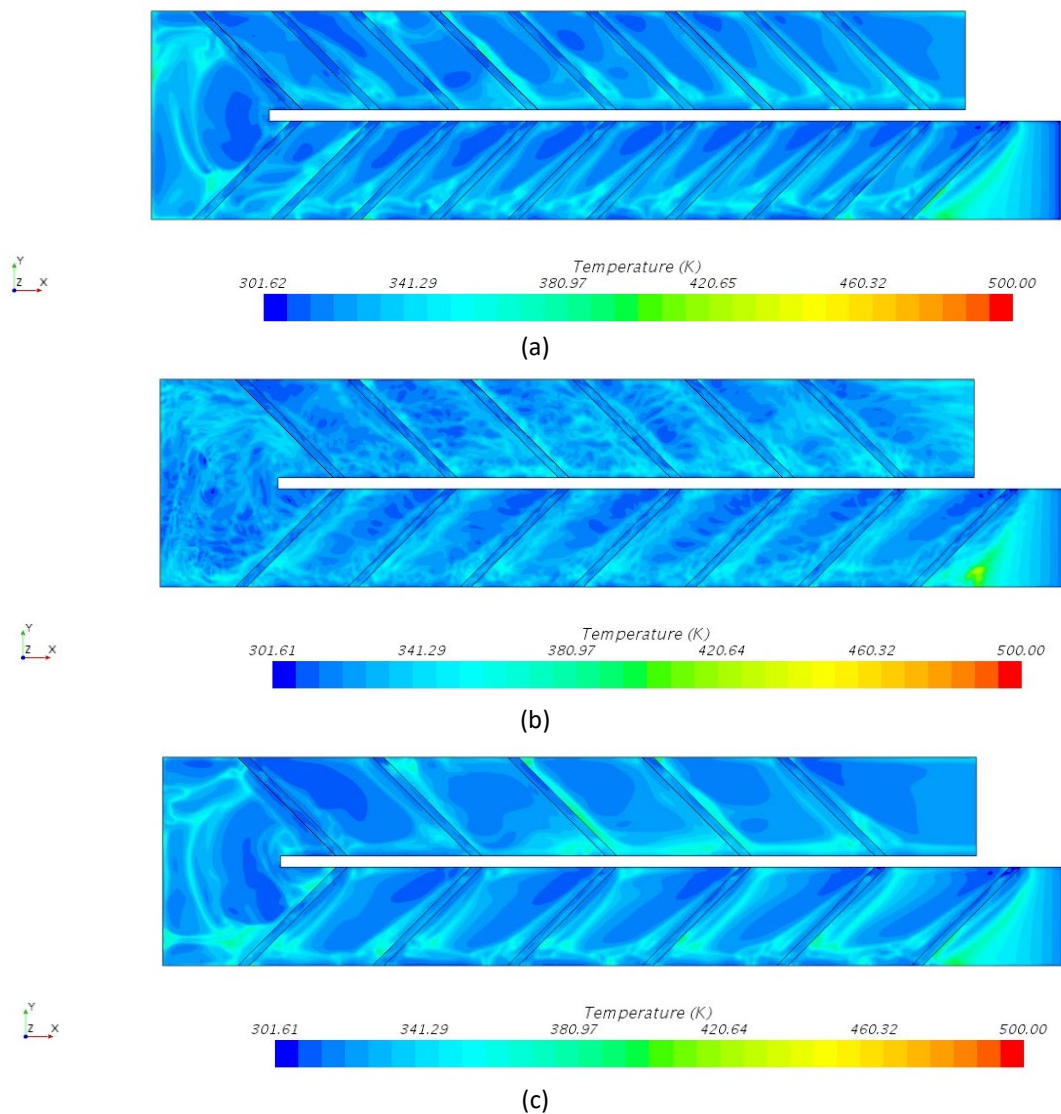 Temperature (K)
301.62 341.29 380.97 420.65 460.32 500.00
Y
Z X
(a)
Temperature (K)
301.61 341.29 380.97 420.64 460.32 500.00
Y
Z X
(b)
Temperature (K)
301.61 341.29 380.97 420.64 460.32 500.00
Y
Z X
(c)